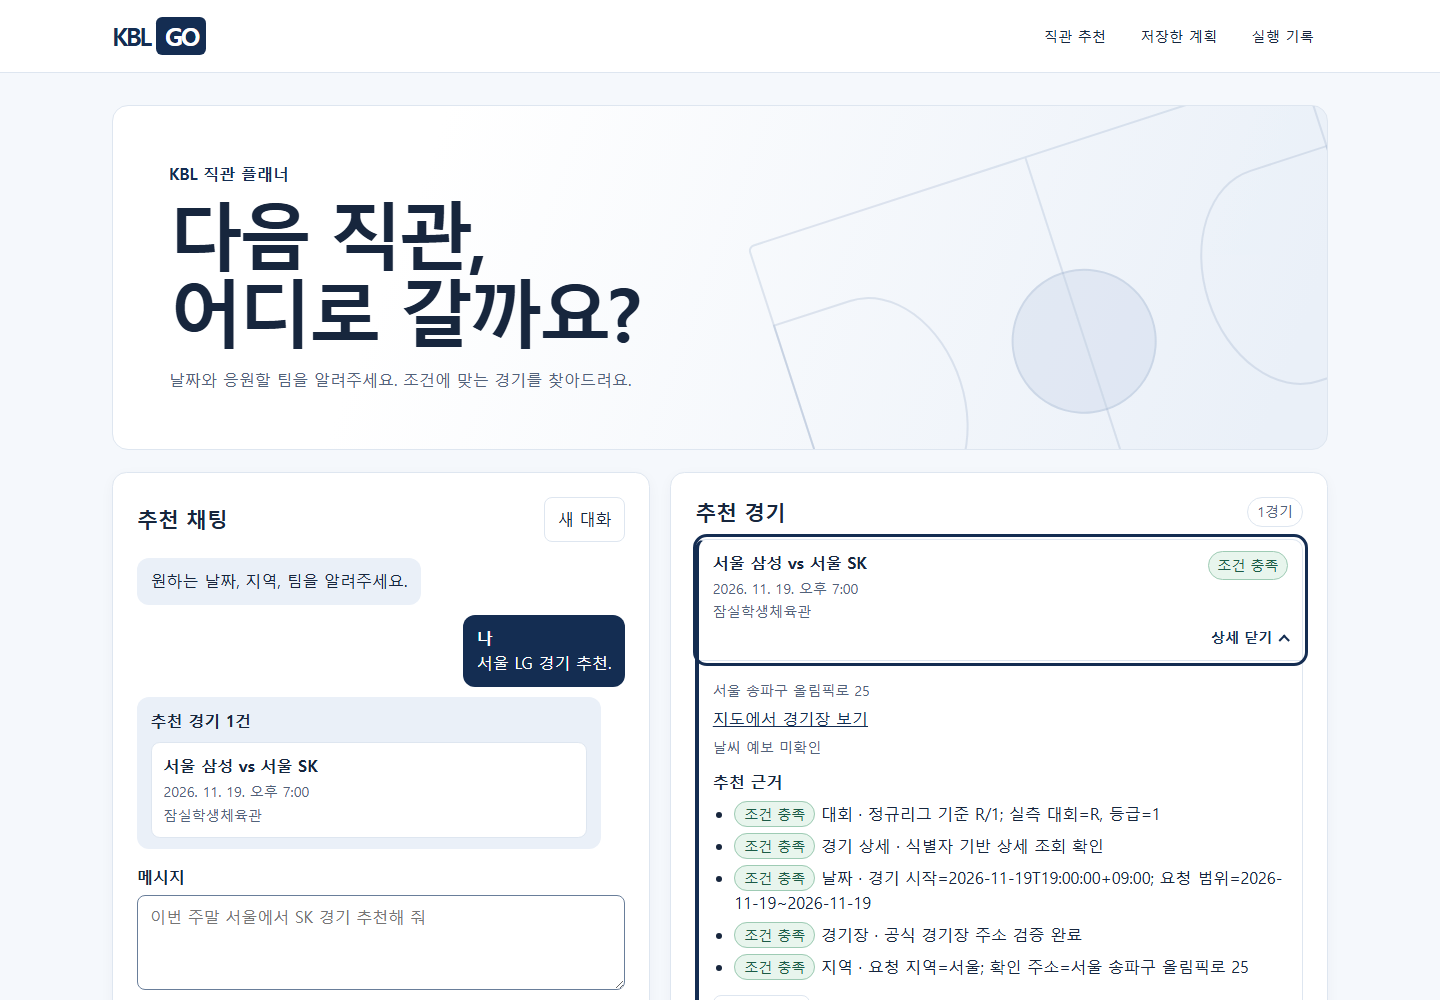 KBL GO
직관 추천
저장한 계획
실행 기록
KBL 직관 플래너
다음 직관,
어디로 갈까요?
날짜와 응원할 팀을 알려주세요. 조건에 맞는 경기를 찾아드려요.
추천 채팅
새 대화
원하는 날짜, 지역, 팀을 알려주세요.
나
서울 LG 경기 추천.
추천 경기 1건
서울 삼성 vs 서울 SK
2026. 11. 19. 오후 7:00
잠실학생체육관
메시지
이번 주말 서울에서 SK 경기 추천해 줘
추천 경기
1경기
서울 삼성 vs 서울 SK
조건 충족
2026. 11. 19. 오후 7:00
잠실학생체육관
상세 닫기
서울 송파구 올림픽로 25
지도에서 경기장 보기
날씨 예보 미확인
추천 근거
조건 충족 대회 · 정규리그 기준 R/1; 실측 대회=R, 등급=1
조건 충족 경기 상세 · 식별자 기반 상세 조회 확인
조건 충족 날짜 · 경기 시작=2026-11-19T19:00:00+09:00; 요청 범위=2026-
11-19~2026-11-19
조건 충족 경기장 · 공식 경기장 주소 검증 완료
조건 충족 지역 · 요청 지역=서울; 확인 주소=서울 송파구 올림픽로 25